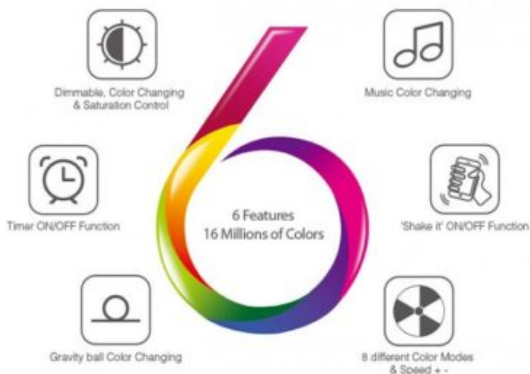 Dimmable, Color Changing
& Saturation Control
Music Color Changing
Timer ON/OFF Function
6 Features
16 Millions of Colors
'Shake it' ON/OFF Function
Gravity ball Color Changing
8 different Color Modes
& Speed + -
6